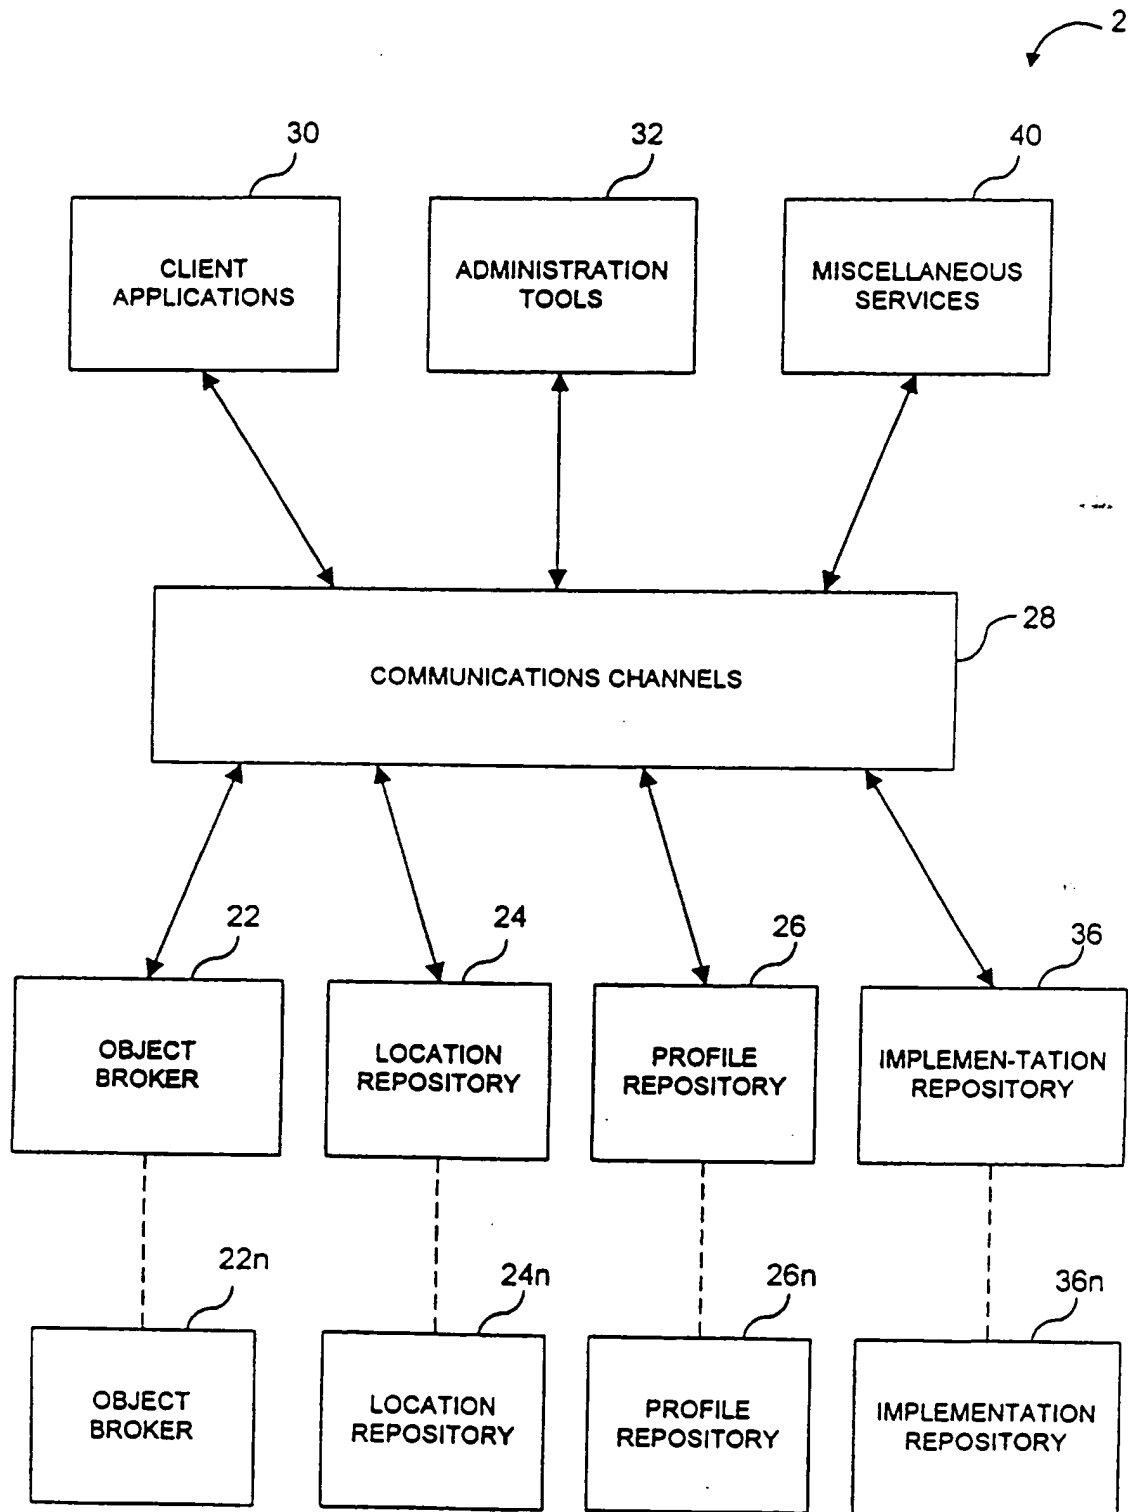 2
30
32
40
CLIENT
APPLICATIONS
ADMINISTRATION
TOOLS
MISCELLANEOUS
SERVICES
28
COMMUNICATIONS CHANNELS
22
24
26
36
OBJECT
BROKER
LOCATION
REPOSITORY
PROFILE
REPOSITORY
IMPLEMEN-TATION
REPOSITORY
22n
24n
26n
36n
OBJECT
BROKER
LOCATION
REPOSITORY
PROFILE
REPOSITORY
IMPLEMENTATION
REPOSITORY